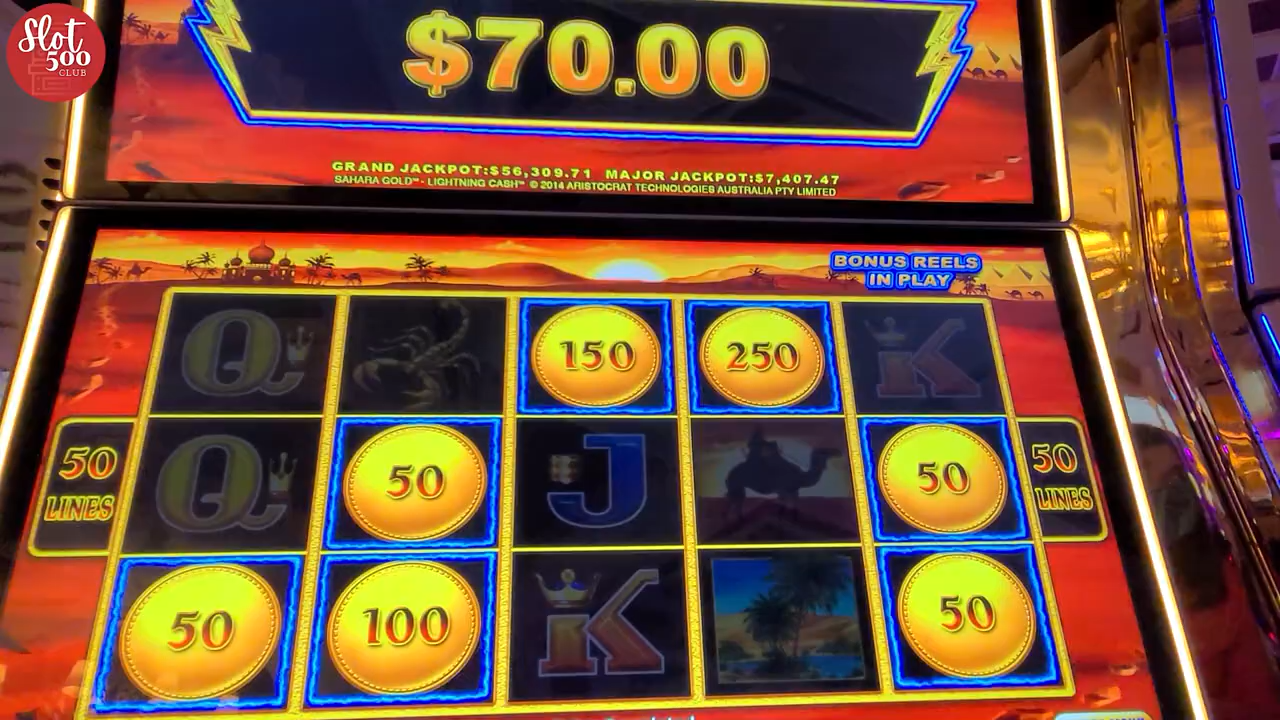 Slot
500
CLUB
$70.00
GRAND JACKPOT:$56,309.71 MAJOR JACKPOT:$7,407.47
SAHARA GOLD™ - LIGHTNING CASH™ © 2014 ARISTOCRAT TECHNOLOGIES AUSTRALIA PTY LIMITED
BONUS REELS
IN PLAY
Q 150 250 K
50
LINES
Q 50 J 50
50
LINES
50 100 K 50